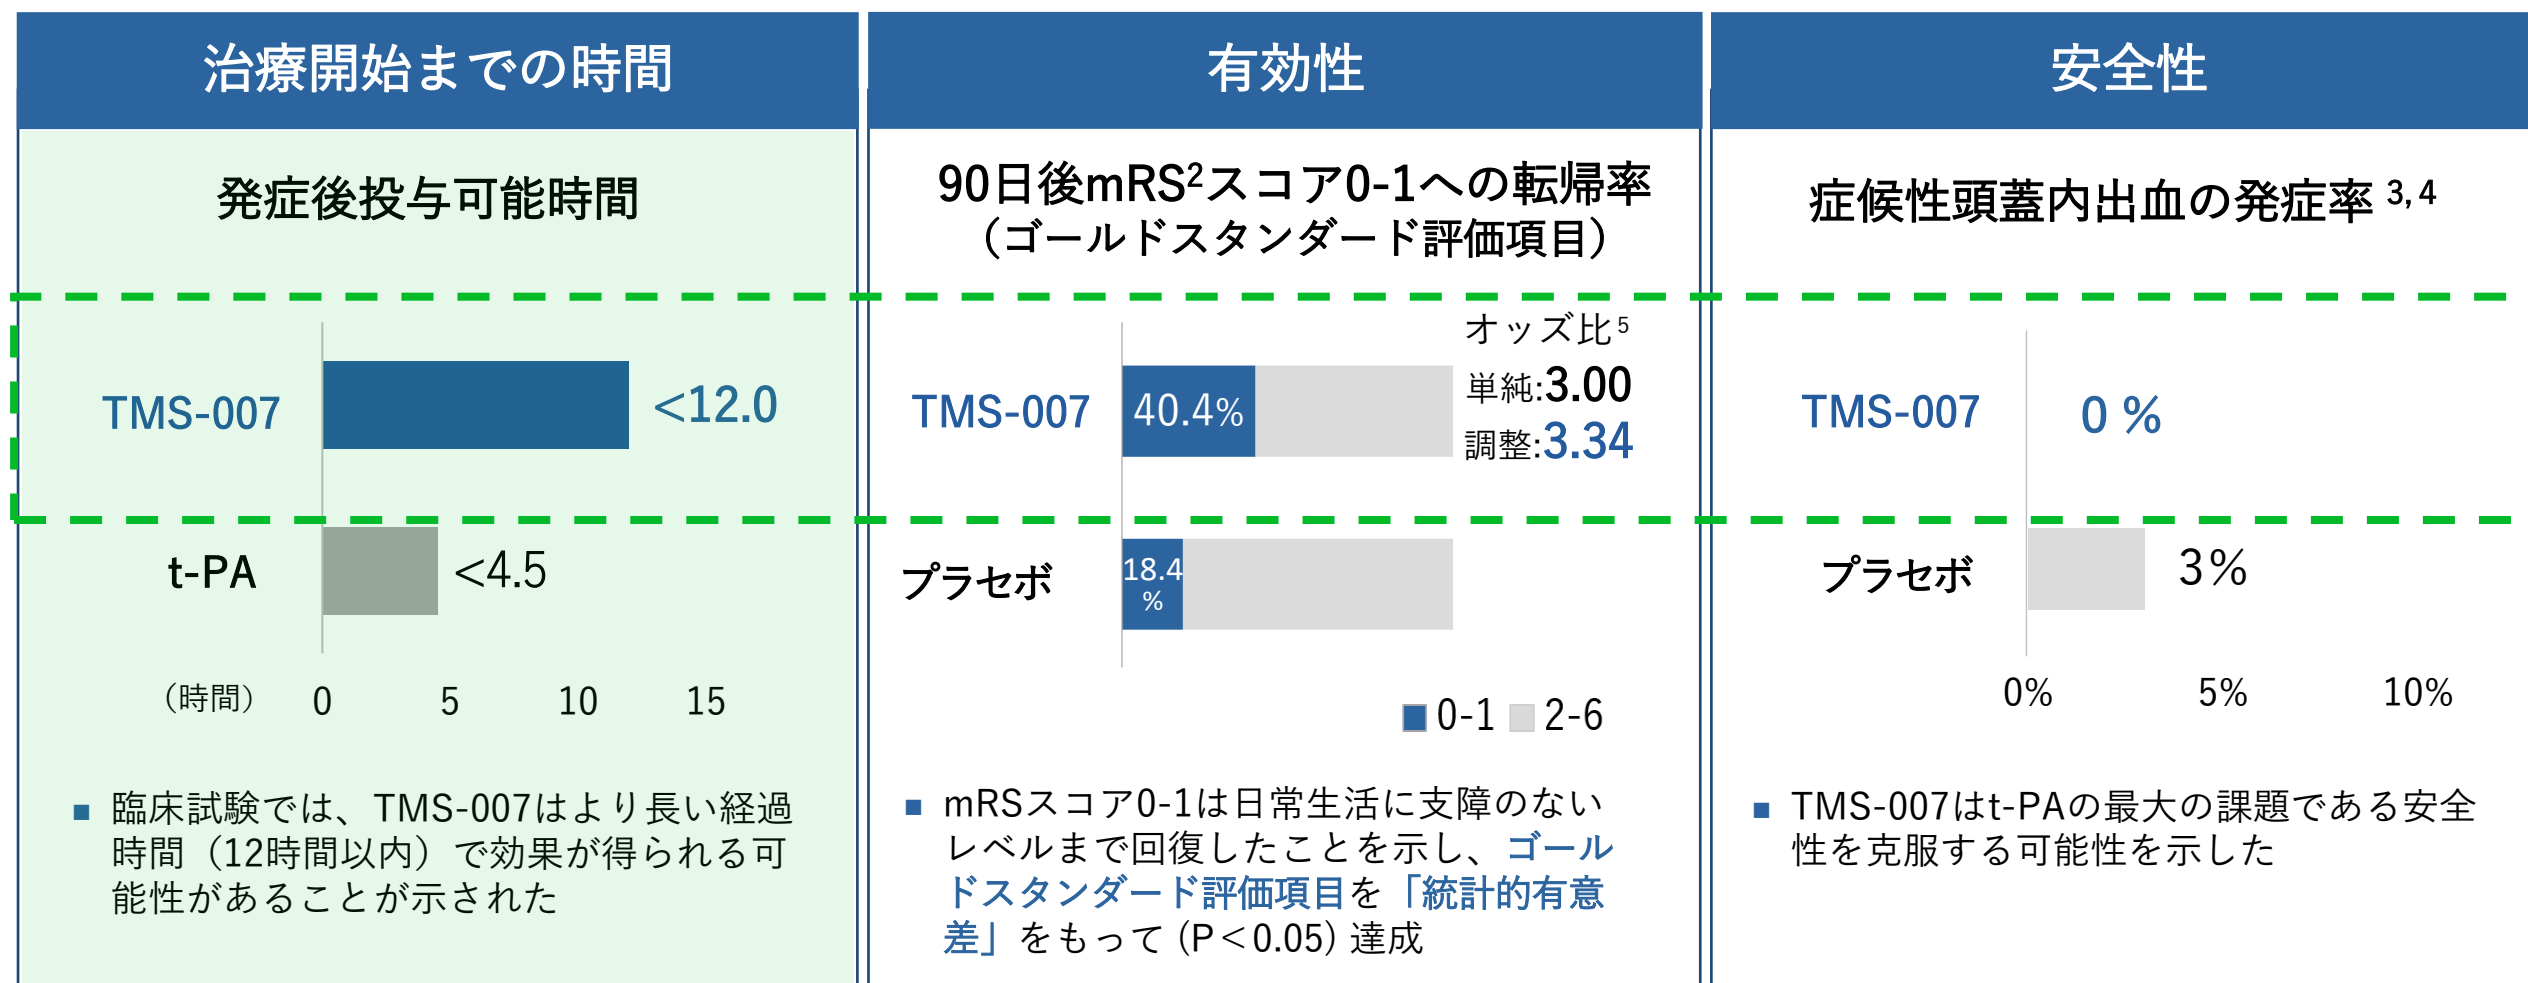 治療開始までの時間
発症後投与可能時間
TMS-007
<12.0
t-PA
<4.5
（時間） 0 5 10 15
■ 臨床試験では、TMS-007はより長い経過
時間（12時間以内）で効果が得られる可
能性があることが示された
有効性
90日後mRS²スコア0-1への転帰率
（ゴールドスタンダード評価項目）
オッズ比⁵
単純:3.00
調整:3.34
TMS-007
40.4%
プラセボ
18.4
%
0-1 2-6
■ mRSスコア0-1は日常生活に支障のない
レベルまで回復したことを示し、ゴール
ドスタンダード評価項目を「統計的有意
差」をもって (P＜0.05) 達成
安全性
症候性頭蓋内出血の発症率 ³,⁴
TMS-007
0 %
プラセボ
3%
0% 5% 10%
■ TMS-007はt-PAの最大の課題である安全
性を克服する可能性を示した